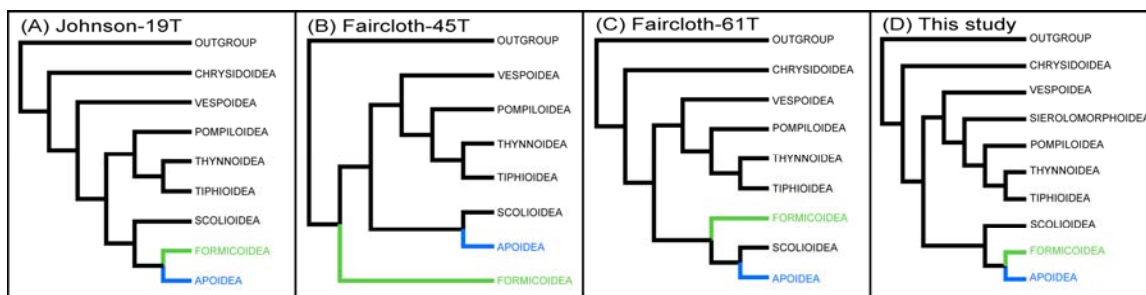 (A) Johnson-19T
OUTGROUP
CHRYSIDOIDEA
VESPOIDEA
POMPILOIDEA
THYNNOIDEA
TIPHIOIDEA
SCOLIOIDEA
FORMICOIDEA
APOIDEA
(B) Faircloth-45T
OUTGROUP
VESPOIDEA
POMPILOIDEA
THYNNOIDEA
TIPHIOIDEA
SCOLIOIDEA
APOIDEA
FORMICOIDEA
(C) Faircloth-61T
OUTGROUP
CHRYSIDOIDEA
VESPOIDEA
POMPILOIDEA
THYNNOIDEA
TIPHIOIDEA
FORMICOIDEA
SCOLIOIDEA
APOIDEA
(D) This study
OUTGROUP
CHRYSIDOIDEA
VESPOIDEA
SIEROLOMORPHOIDEA
POMPILOIDEA
THYNNOIDEA
TIPHIOIDEA
SCOLIOIDEA
FORMICOIDEA
APOIDEA